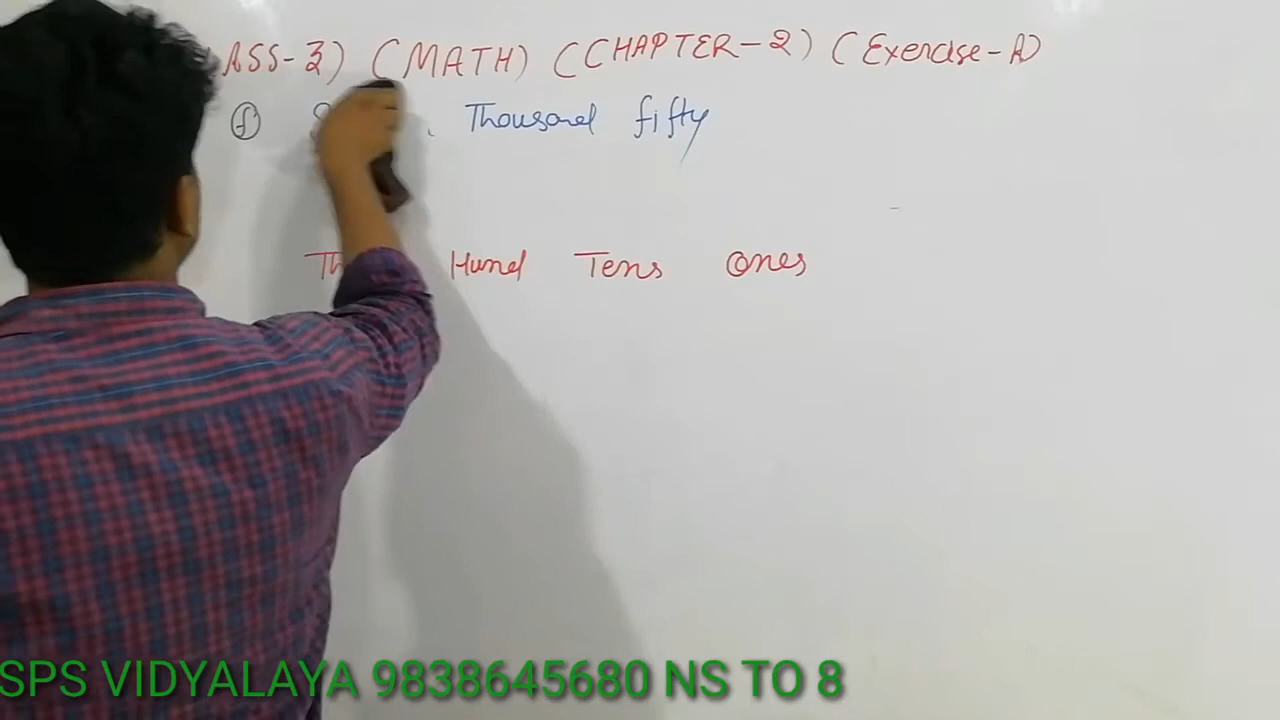 ASS-3) (MATH) (CHAPTER-2) (Exercise-A)
(f) Thousand fifty
Hund Tens Ones
SPS VIDYALAYA 9838645680 NS TO 8